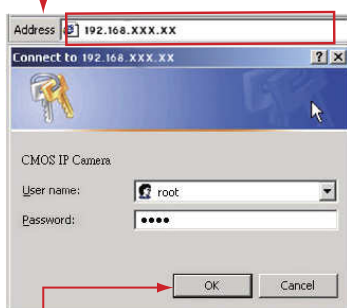 Address 192.168.XXX.XX
Connect to 192.168.XXX.XX
CMOS IP Camera
User name: root
Password: ••••
OK Cancel